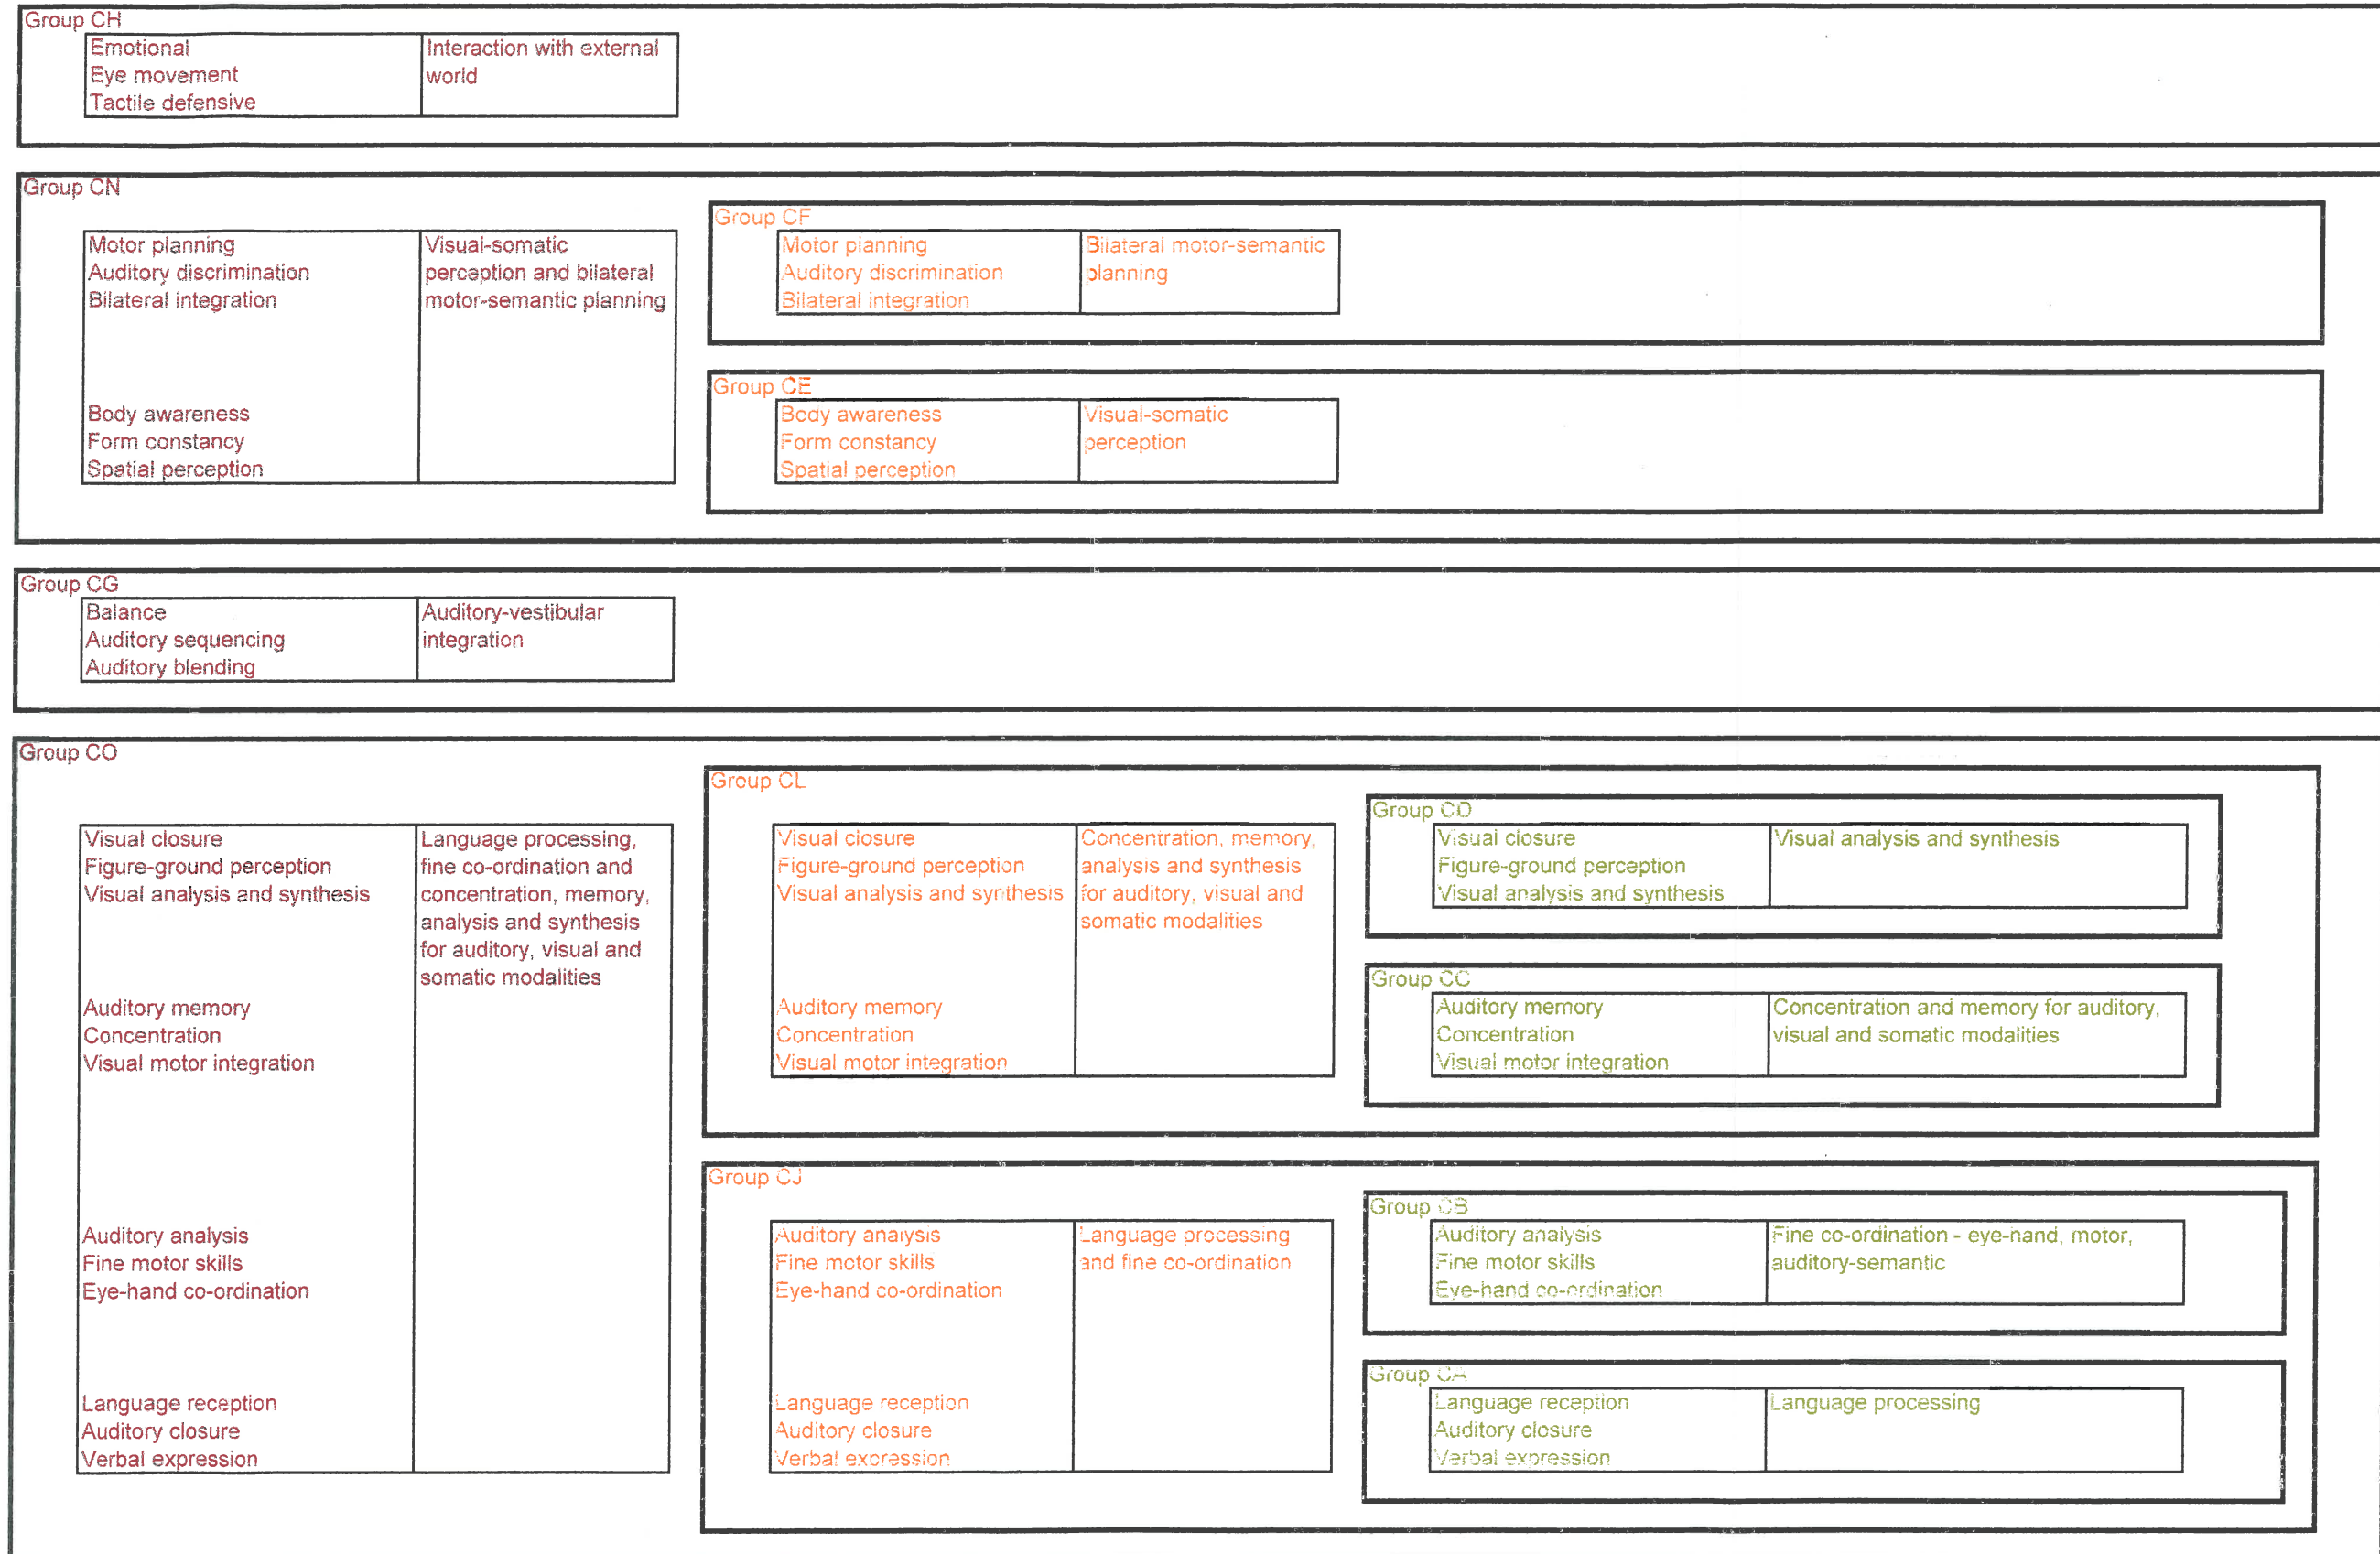 Group CH
Emotional
Eye movement
Tactile defensive
Interaction with external
world
Group CN
Motor planning
Auditory discrimination
Bilateral integration
Body awareness
Form constancy
Spatial perception
Visual-somatic
perception and bilateral
motor-semantic planning
Group CF
Motor planning
Auditory discrimination
Bilateral integration
Bilateral motor-semantic
planning
Group CE
Body awareness
Form constancy
Spatial perception
Visual-somatic
perception
Group CG
Balance
Auditory sequencing
Auditory blending
Auditory-vestibular
integration
Group CO
Visual closure
Figure-ground perception
Visual analysis and synthesis
Auditory memory
Concentration
Visual motor integration
Auditory analysis
Fine motor skills
Eye-hand co-ordination
Language reception
Auditory closure
Verbal expression
Language processing,
fine co-ordination and
concentration, memory,
analysis and synthesis
for auditory, visual and
somatic modalities
Group CL
Visual closure
Figure-ground perception
Visual analysis and synthesis
Auditory memory
Concentration
Visual motor integration
Concentration, memory,
analysis and synthesis
for auditory, visual and
somatic modalities
Group CD
Visual closure
Figure-ground perception
Visual analysis and synthesis
Visual analysis and synthesis
Group CC
Auditory memory
Concentration
Visual motor integration
Concentration and memory for auditory,
visual and somatic modalities
Group CJ
Auditory analysis
Fine motor skills
Eye-hand co-ordination
Language reception
Auditory closure
Verbal expression
Language processing
and fine co-ordination
Group CB
Auditory analysis
Fine motor skills
Eye-hand co-ordination
Fine co-ordination - eye-hand, motor,
auditory-semantic
Group CA
Language reception
Auditory closure
Verbal expression
Language processing